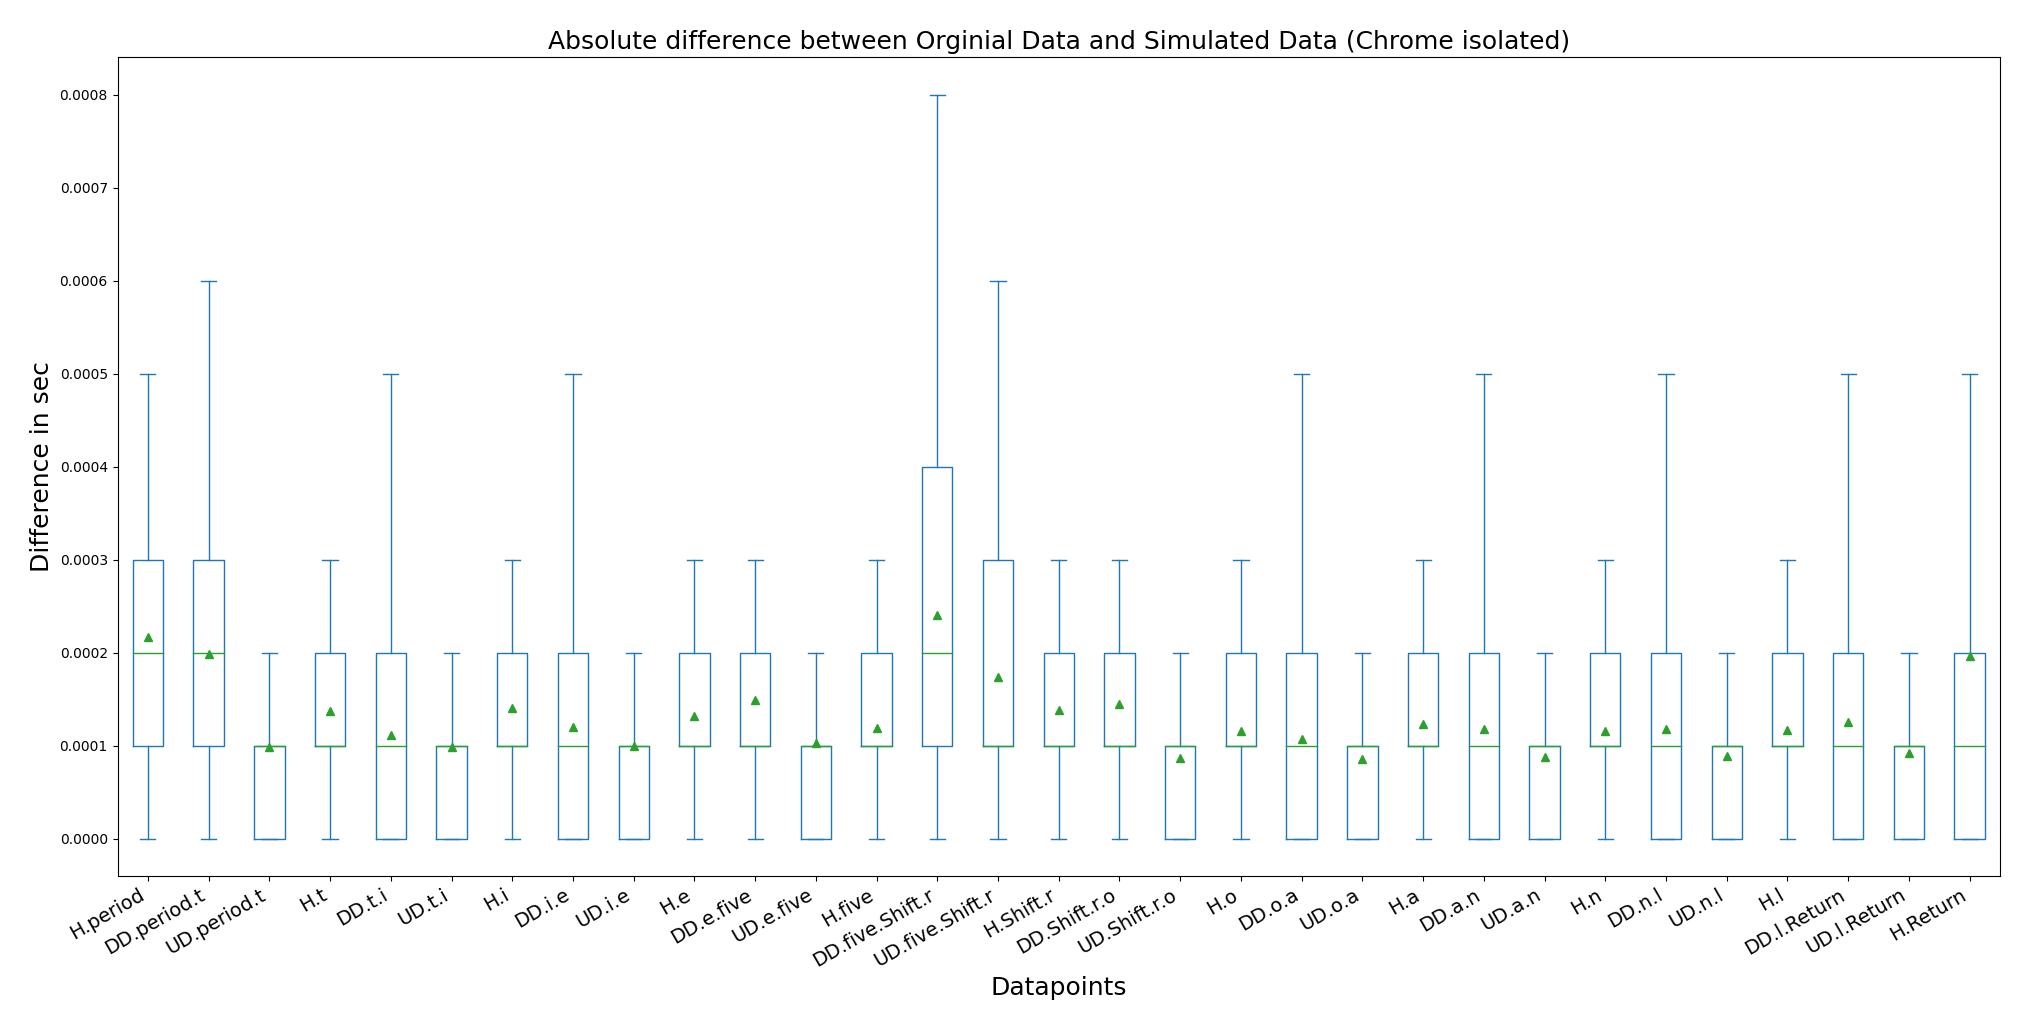 Absolute difference between Orginial Data and Simulated Data (Chrome isolated)
0.0008
0.0007
0.0006
0.0005
0.0004
0.0003
0.0002
0.0001
0.0000
Difference in sec
H.period
DD.period.t
UD.period.t
H.t
DD.t.i
UD.t.i
H.i
DD.i.e
UD.i.e
H.e
DD.e.five
UD.e.five
H.five
DD.five.Shift.r
UD.five.Shift.r
H.Shift.r
DD.Shift.r.o
UD.Shift.r.o
H.o
DD.o.a
UD.o.a
H.a
DD.a.n
UD.a.n
H.n
DD.n.l
UD.n.l
H.l
DD.l.Return
UD.l.Return
H.Return
Datapoints